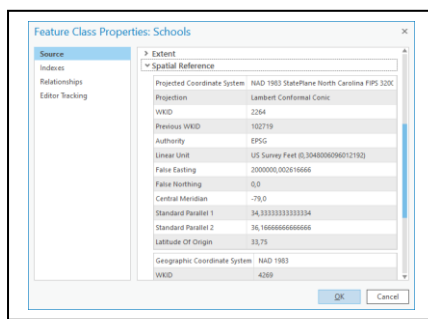 Feature Class Properties: Schools
Source
Indexes
Relationships
Editor Tracking
Extent
Spatial Reference
Projected Coordinate System NAD 1983 StatePlane North Carolina FIPS 320
Projection Lambert Conformal Conic
WKID 2264
Previous WKID 102719
Authority EPSG
Linear Unit US Survey Feet (0,3048006096012192)
False Easting 2000000,002616666
False Northing 0,0
Central Meridian -79,0
Standard Parallel 1 34,33333333333334
Standard Parallel 2 36,16666666666666
Latitude Of Origin 33,75
Geographic Coordinate System NAD 1983
WKID 4269
OK Cancel